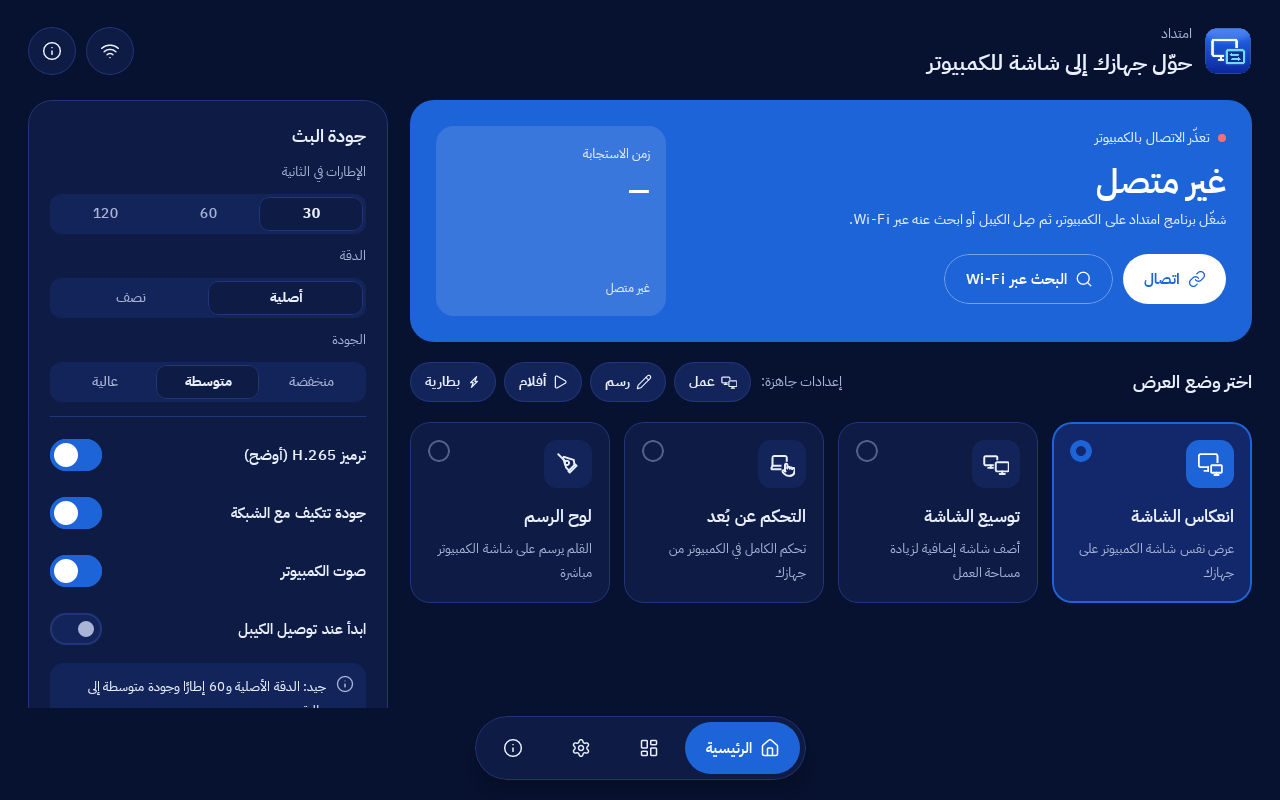 امتداد
حوّل جهازك إلى شاشة للكمبيوتر
تعذّر الاتصال بالكمبيوتر
غير متصل
شغّل برنامج امتداد على الكمبيوتر، ثم صِل الكيبل أو ابحث عنه عبر Wi-Fi.
اتصال
البحث عبر Wi-Fi
زمن الاستجابة
—
غير متصل
اختر وضع العرض
إعدادات جاهزة:
عمل
رسم
أفلام
بطارية
انعكاس الشاشة
عرض نفس شاشة الكمبيوتر على
جهازك
توسيع الشاشة
أضف شاشة إضافية لزيادة
مساحة العمل
التحكم عن بُعد
تحكم الكامل في الكمبيوتر من
جهازك
لوح الرسم
القلم يرسم على شاشة الكمبيوتر
مباشرة
جودة البث
الإطارات في الثانية
30
60
120
الدقة
أصلية
نصف
الجودة
منخفضة
متوسطة
عالية
ترميز H.265 (أوضح)
جودة تتكيف مع الشبكة
صوت الكمبيوتر
ابدأ عند توصيل الكيبل
جيد: الدقة الأصلية و60 إطارًا وجودة متوسطة إلى
الرئيسية